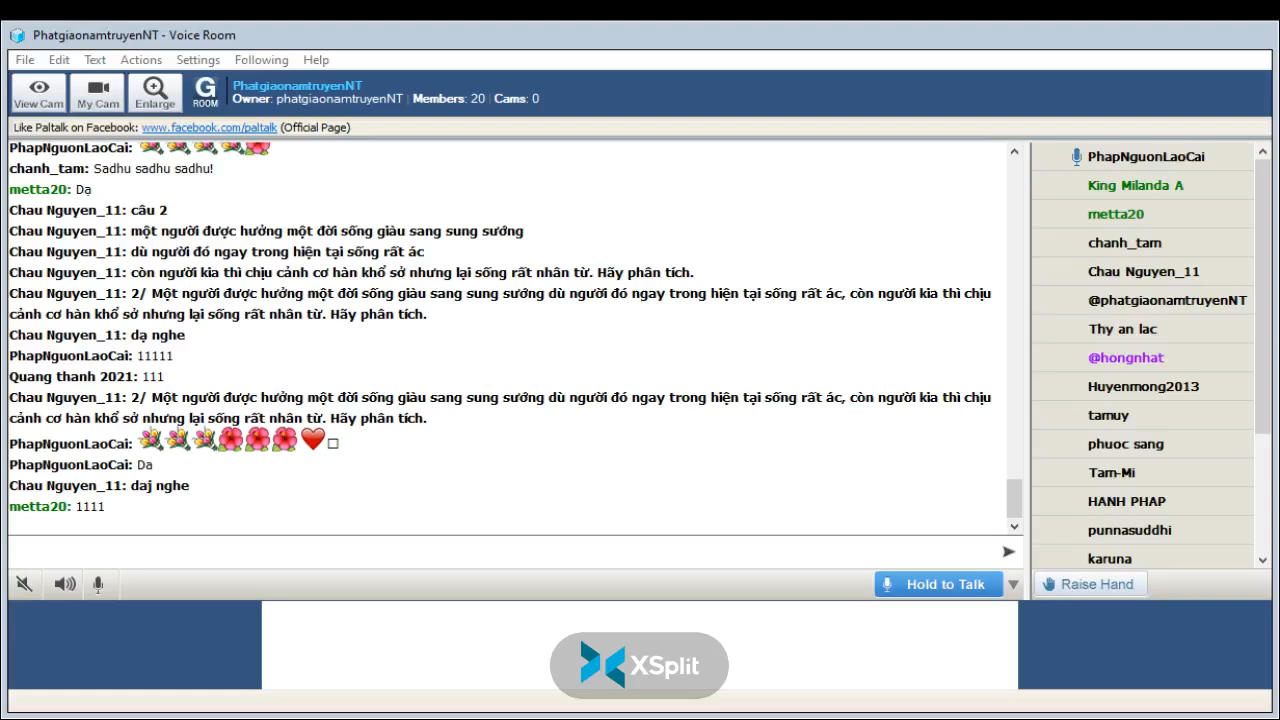 PhatgiaonamtruyenNT - Voice Room
File Edit Text Actions Settings Following Help
View Cam My Cam Enlarge G ROOM
PhatgiaonamtruyenNT
Owner: phatgiaonamtruyenNT | Members: 20 | Cams: 0
Like Paltalk on Facebook: www.facebook.com/paltalk (Official Page)
PhapNguonLaoCai:
chanh_tam: Sadhu sadhu sadhu!
metta20: Dạ
Chau Nguyen_11: câu 2
Chau Nguyen_11: một người được hưởng một đời sống giàu sang sung sướng
Chau Nguyen_11: dù người đó ngay trong hiện tại sống rất ác
Chau Nguyen_11: còn người kia thì chịu cảnh cơ hàn khổ sở nhưng lại sống rất nhân từ. Hãy phân tích.
Chau Nguyen_11: 2/ Một người được hưởng một đời sống giàu sang sung sướng dù người đó ngay trong hiện tại sống rất ác, còn người kia thì chịu
cảnh cơ hàn khổ sở nhưng lại sống rất nhân từ. Hãy phân tích.
Chau Nguyen_11: dạ nghe
PhapNguonLaoCai: 11111
Quang thanh 2021: 111
Chau Nguyen_11: 2/ Một người được hưởng một đời sống giàu sang sung sướng dù người đó ngay trong hiện tại sống rất ác, còn người kia thì chịu
cảnh cơ hàn khổ sở nhưng lại sống rất nhân từ. Hãy phân tích.
PhapNguonLaoCai:
PhapNguonLaoCai: Da
Chau Nguyen_11: daj nghe
metta20: 1111
PhapNguonLaoCai
King Milanda A
metta20
chanh_tam
Chau Nguyen_11
@phatgiaonamtruyenNT
Thy an lac
@hongnhat
Huyenmong2013
tamuy
phuoc sang
Tam-Mi
HANH PHAP
punnasuddhi
karuna
Hold to Talk
Raise Hand
XSplit